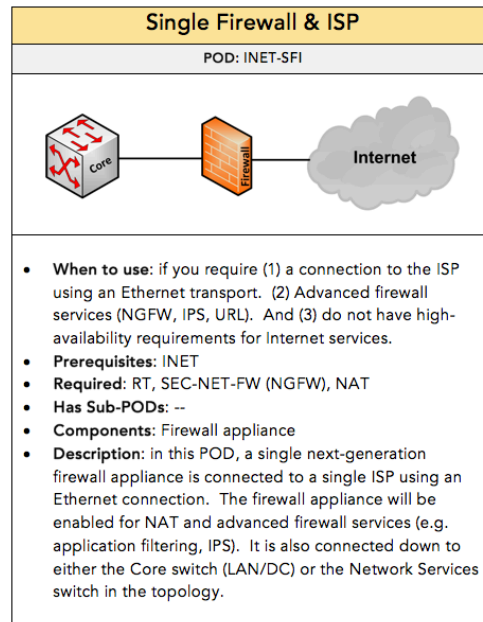 Single Firewall & ISP
POD: INET-SFI
Core
Firewall
Internet
• When to use: if you require (1) a connection to the ISP
using an Ethernet transport. (2) Advanced firewall
services (NGFW, IPS, URL). And (3) do not have high-
availability requirements for Internet services.
• Prerequisites: INET
• Required: RT, SEC-NET-FW (NGFW), NAT
• Has Sub-PODs: --
• Components: Firewall appliance
• Description: in this POD, a single next-generation
firewall appliance is connected to a single ISP using an
Ethernet connection. The firewall appliance will be
enabled for NAT and advanced firewall services (e.g.
application filtering, IPS). It is also connected down to
either the Core switch (LAN/DC) or the Network Services
switch in the topology.